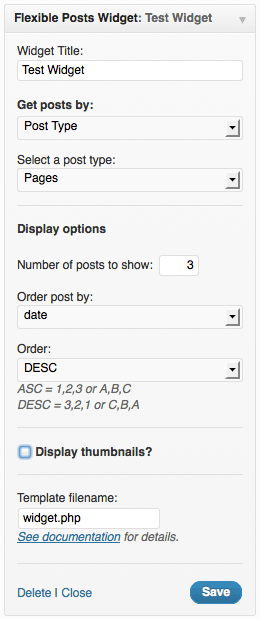 Flexible Posts Widget: Test Widget
Widget Title:
Test Widget
Get posts by:
Post Type
Select a post type:
Pages
Display options
Number of posts to show: 3
Order post by:
date
Order:
DESC
ASC = 1,2,3 or A,B,C
DESC = 3,2,1 or C,B,A
Display thumbnails?
Template filename:
widget.php
See documentation for details.
Delete | Close Save